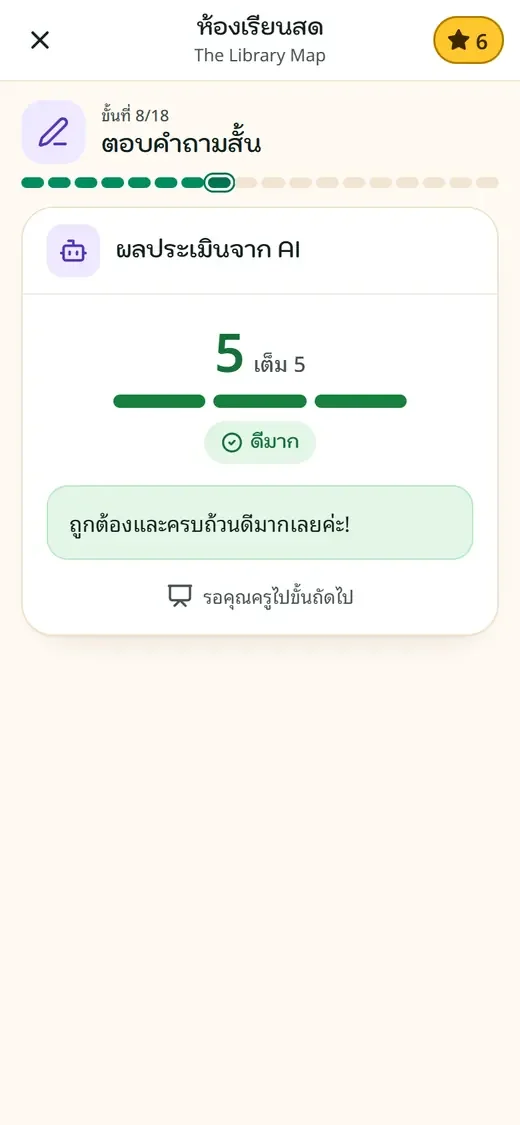 ห้องเรียนสด
The Library Map
6
ขั้นที่ 8/18
ตอบคำถามสั้น
ผลประเมินจาก AI
5 เต็ม 5
ดีมาก
ถูกต้องและครบถ้วนดีมากเลยค่ะ!
รอคุณครูไปขั้นถัดไป